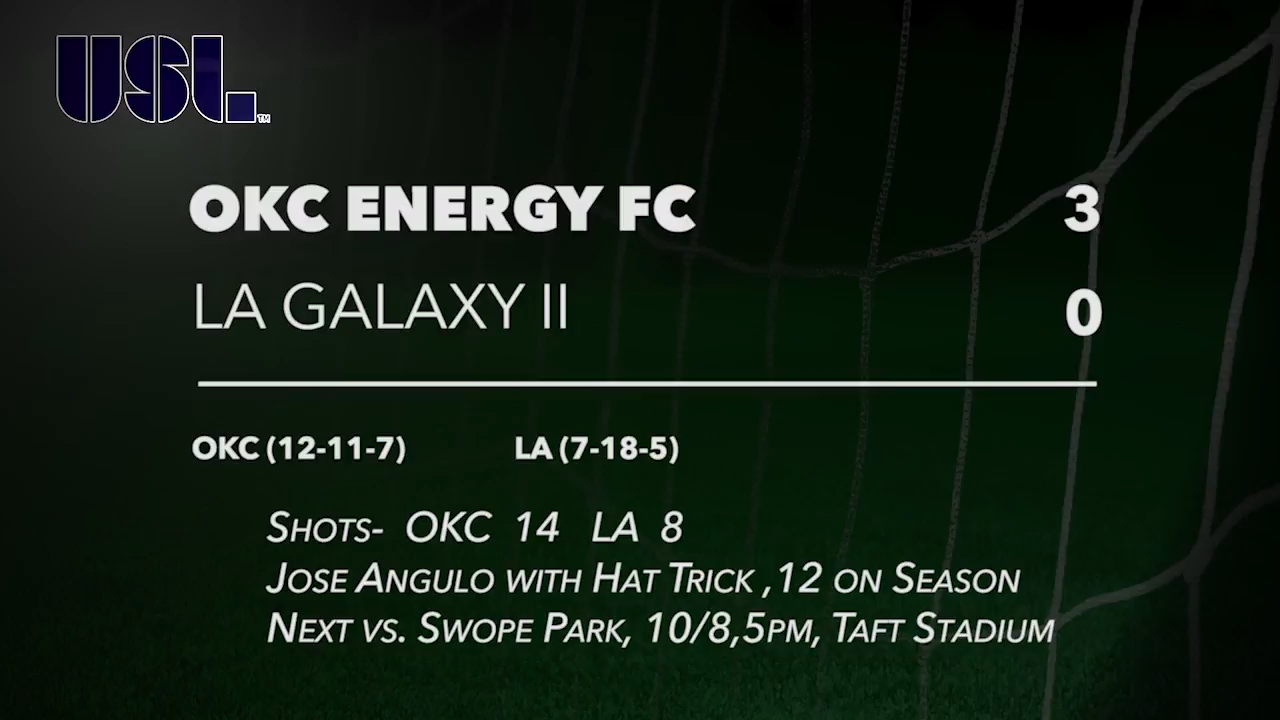 USL.™
OKC ENERGY FC 3
LA GALAXY II 0
OKC (12-11-7) LA (7-18-5)
SHOTS- OKC 14 LA 8
JOSE ANGULO WITH HAT TRICK ,12 ON SEASON
NEXT VS. SWOPE PARK, 10/8,5PM, TAFT STADIUM